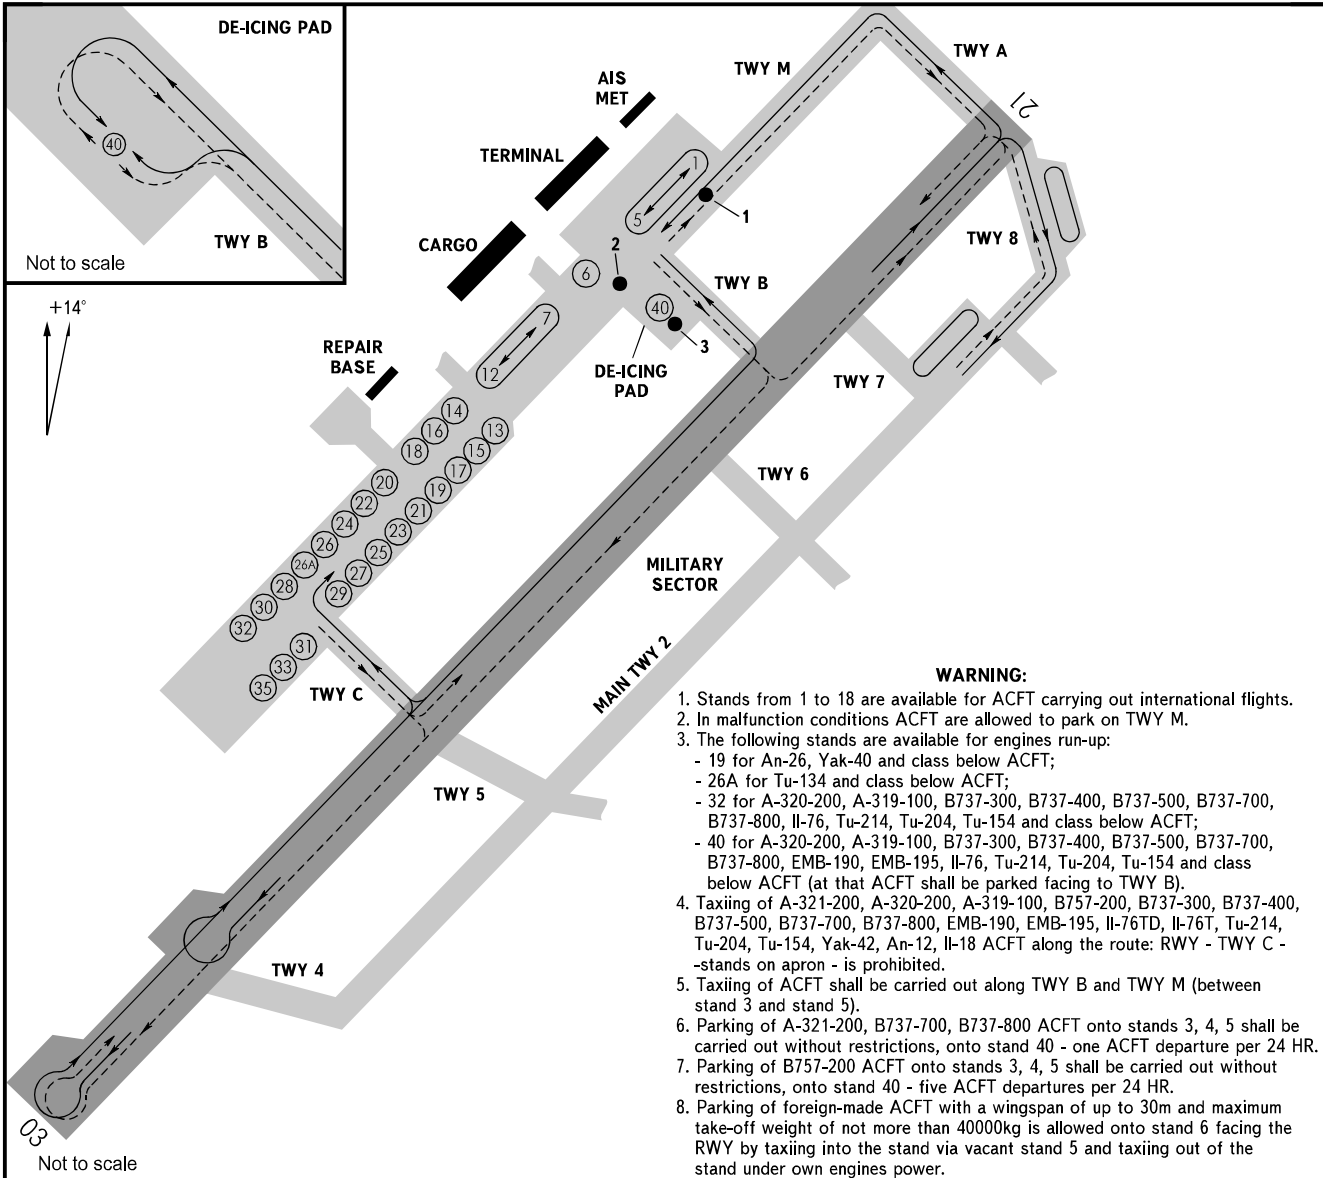 DE-ICING PAD
40
TWY B
Not to scale
+14°
TWY M
TWY A
21
AIS
MET
TERMINAL
1
5
1
TWY 8
CARGO
2
6
TWY B
40
3
7
REPAIR
BASE
12
DE-ICING
PAD
TWY 7
14
16
13
18
15
17
TWY 6
20
19
22
21
24
23
26
25
26A
27
MILITARY
SECTOR
28
29
30
32
31
33
35
TWY C
MAIN TWY 2
TWY 5
TWY 4
03
Not to scale
WARNING:
1. Stands from 1 to 18 are available for ACFT carrying out international flights.
2. In malfunction conditions ACFT are allowed to park on TWY M.
3. The following stands are available for engines run-up:
- 19 for An-26, Yak-40 and class below ACFT;
- 26A for Tu-134 and class below ACFT;
- 32 for A-320-200, A-319-100, B737-300, B737-400, B737-500, B737-700,
B737-800, Il-76, Tu-214, Tu-204, Tu-154 and class below ACFT;
- 40 for A-320-200, A-319-100, B737-300, B737-400, B737-500, B737-700,
B737-800, EMB-190, EMB-195, Il-76, Tu-214, Tu-204, Tu-154 and class
below ACFT (at that ACFT shall be parked facing to TWY B).
4. Taxiing of A-321-200, A-320-200, A-319-100, B757-200, B737-300, B737-400,
B737-500, B737-700, B737-800, EMB-190, EMB-195, Il-76TD, Il-76T, Tu-214,
Tu-204, Tu-154, Yak-42, An-12, Il-18 ACFT along the route: RWY - TWY C -
-stands on apron - is prohibited.
5. Taxiing of ACFT shall be carried out along TWY B and TWY M (between
stand 3 and stand 5).
6. Parking of A-321-200, B737-700, B737-800 ACFT onto stands 3, 4, 5 shall be
carried out without restrictions, onto stand 40 - one ACFT departure per 24 HR.
7. Parking of B757-200 ACFT onto stands 3, 4, 5 shall be carried out without
restrictions, onto stand 40 - five ACFT departures per 24 HR.
8. Parking of foreign-made ACFT with a wingspan of up to 30m and maximum
take-off weight of not more than 40000kg is allowed onto stand 6 facing the
RWY by taxiing into the stand via vacant stand 5 and taxiing out of the
stand under own engines power.